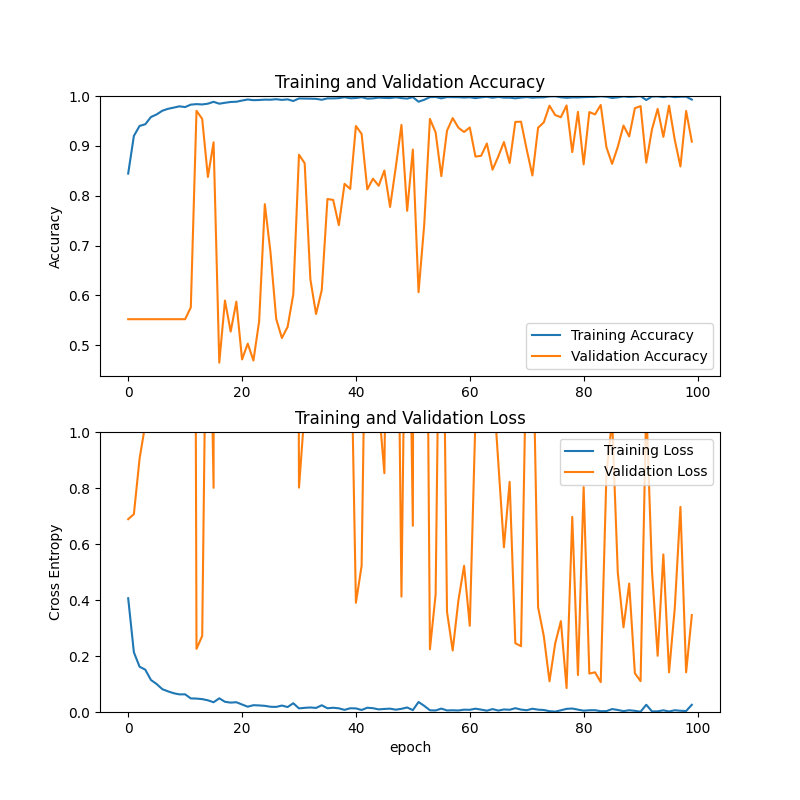 Training and Validation Accuracy
Accuracy
1.0
0.9
0.8
0.7
0.6
0.5
Training Accuracy
Validation Accuracy
0 20 40 60 80 100
Training and Validation Loss
Cross Entropy
1.0
0.8
0.6
0.4
0.2
0.0
Training Loss
Validation Loss
0 20 40 60 80 100
epoch